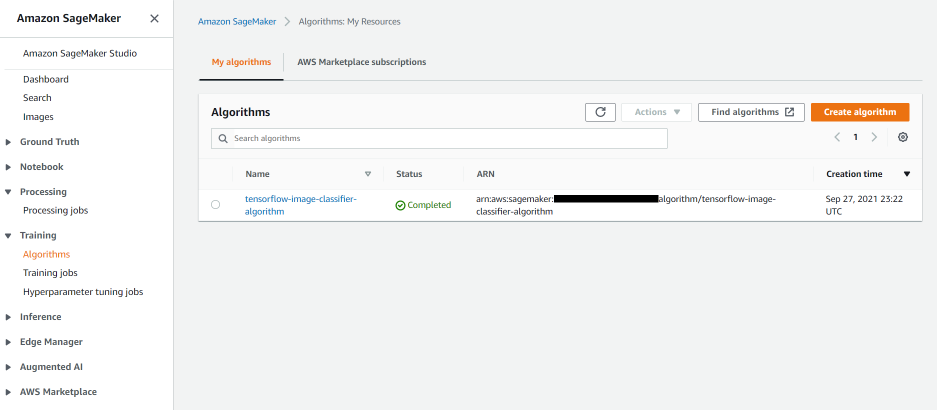 Amazon SageMaker
Amazon SageMaker Studio
Dashboard
Search
Images
Ground Truth
Notebook
Processing
Processing jobs
Training
Algorithms
Training jobs
Hyperparameter tuning jobs
Inference
Edge Manager
Augmented AI
AWS Marketplace
Amazon SageMaker > Algorithms: My Resources
My algorithms AWS Marketplace subscriptions
Algorithms Actions Find algorithms Create algorithm
Search algorithms 1
Name Status ARN Creation time
tensorflow-image-classifier- Completed arn:aws:sagemaker: algorithm/tensorflow-image- Sep 27, 2021 23:22
algorithm classifier-algorithm UTC